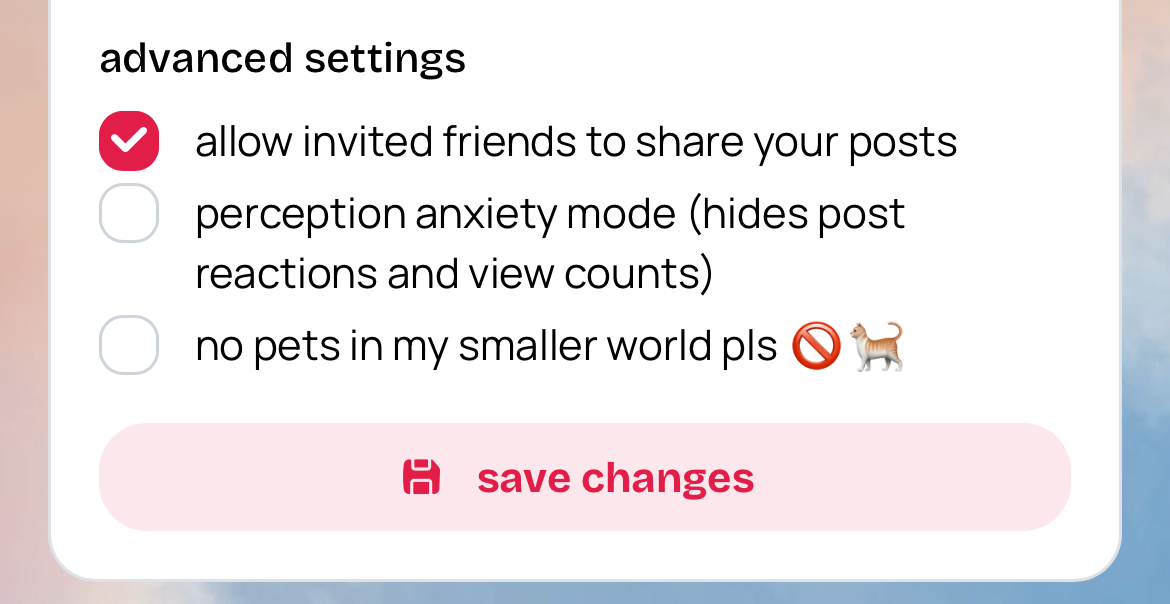 advanced settings
allow invited friends to share your posts
perception anxiety mode (hides post
reactions and view counts)
no pets in my smaller world pls 🚫🐈
save changes